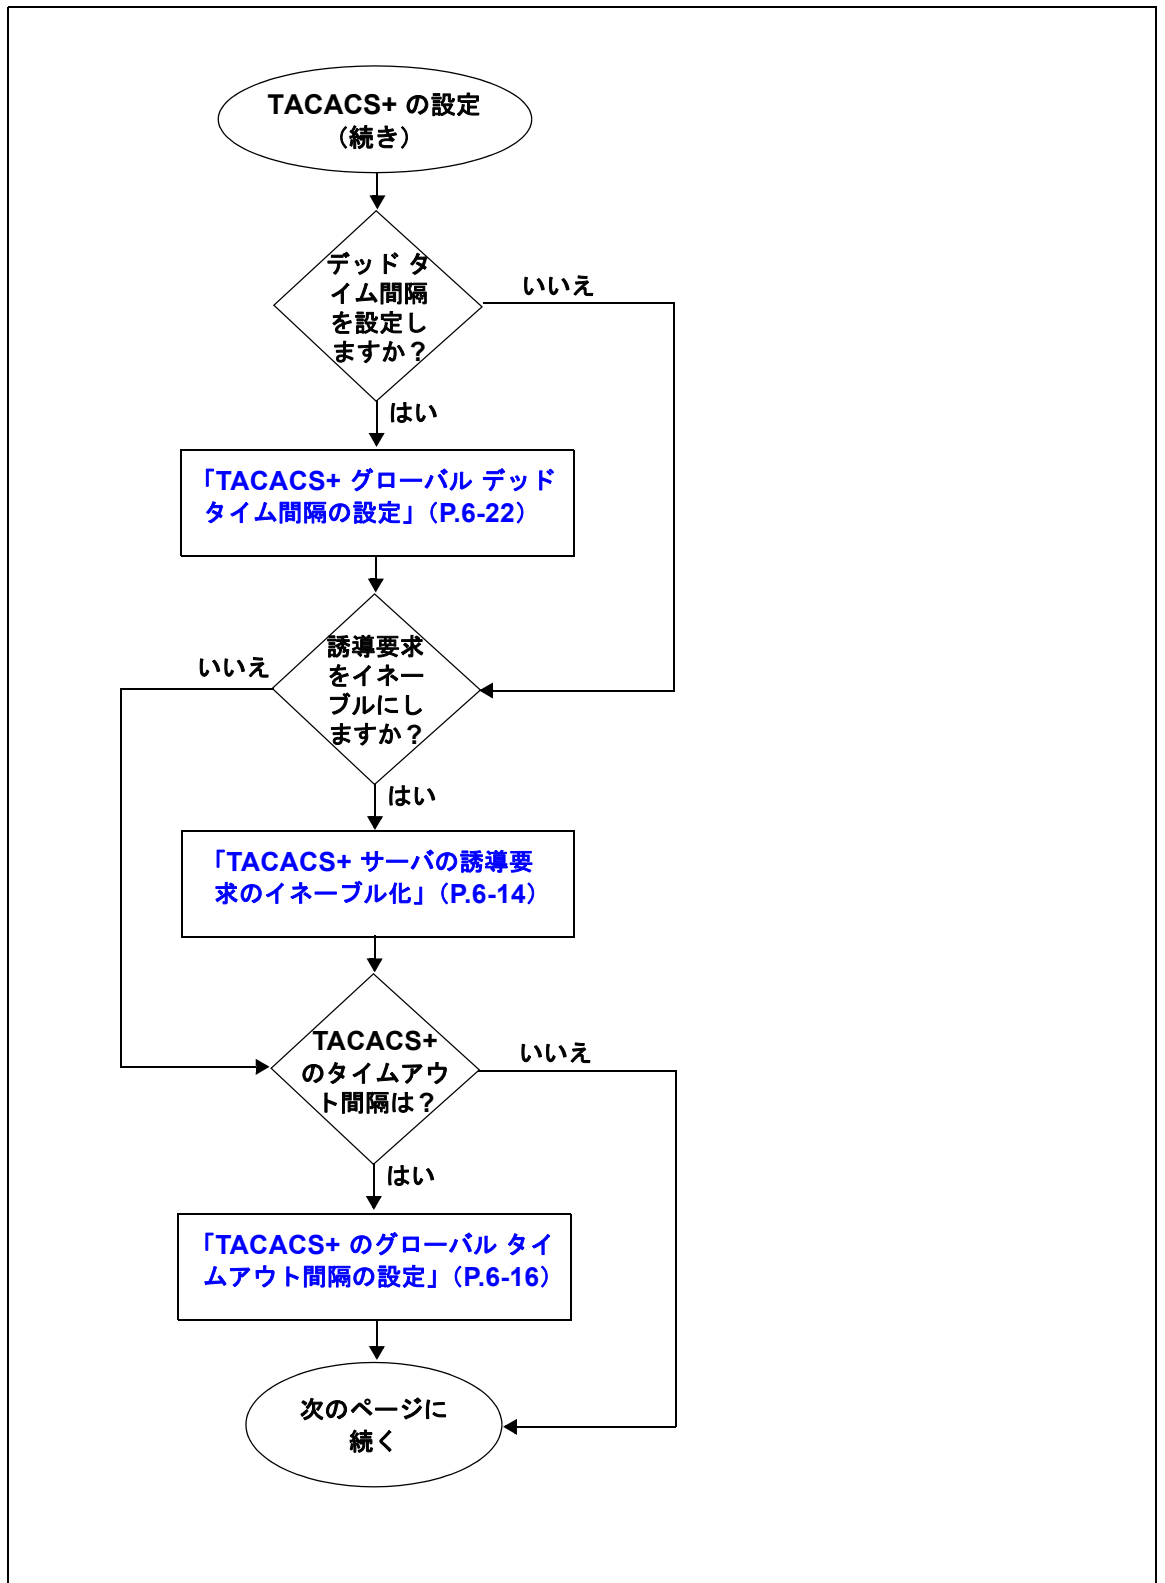 TACACS+ の設定
（続き）
デッド タ
イム間隔
を設定し
ますか？
いいえ
はい
「TACACS+ グローバル デッド
タイム間隔の設定」（P.6-22）
誘導要求
をイネー
ブルにし
ますか？
いいえ
はい
「TACACS+ サーバの誘導要
求のイネーブル化」（P.6-14）
TACACS+
のタイムアウ
ト間隔は？
いいえ
はい
「TACACS+ のグローバル タイ
ムアウト間隔の設定」（P.6-16）
次のページに
続く